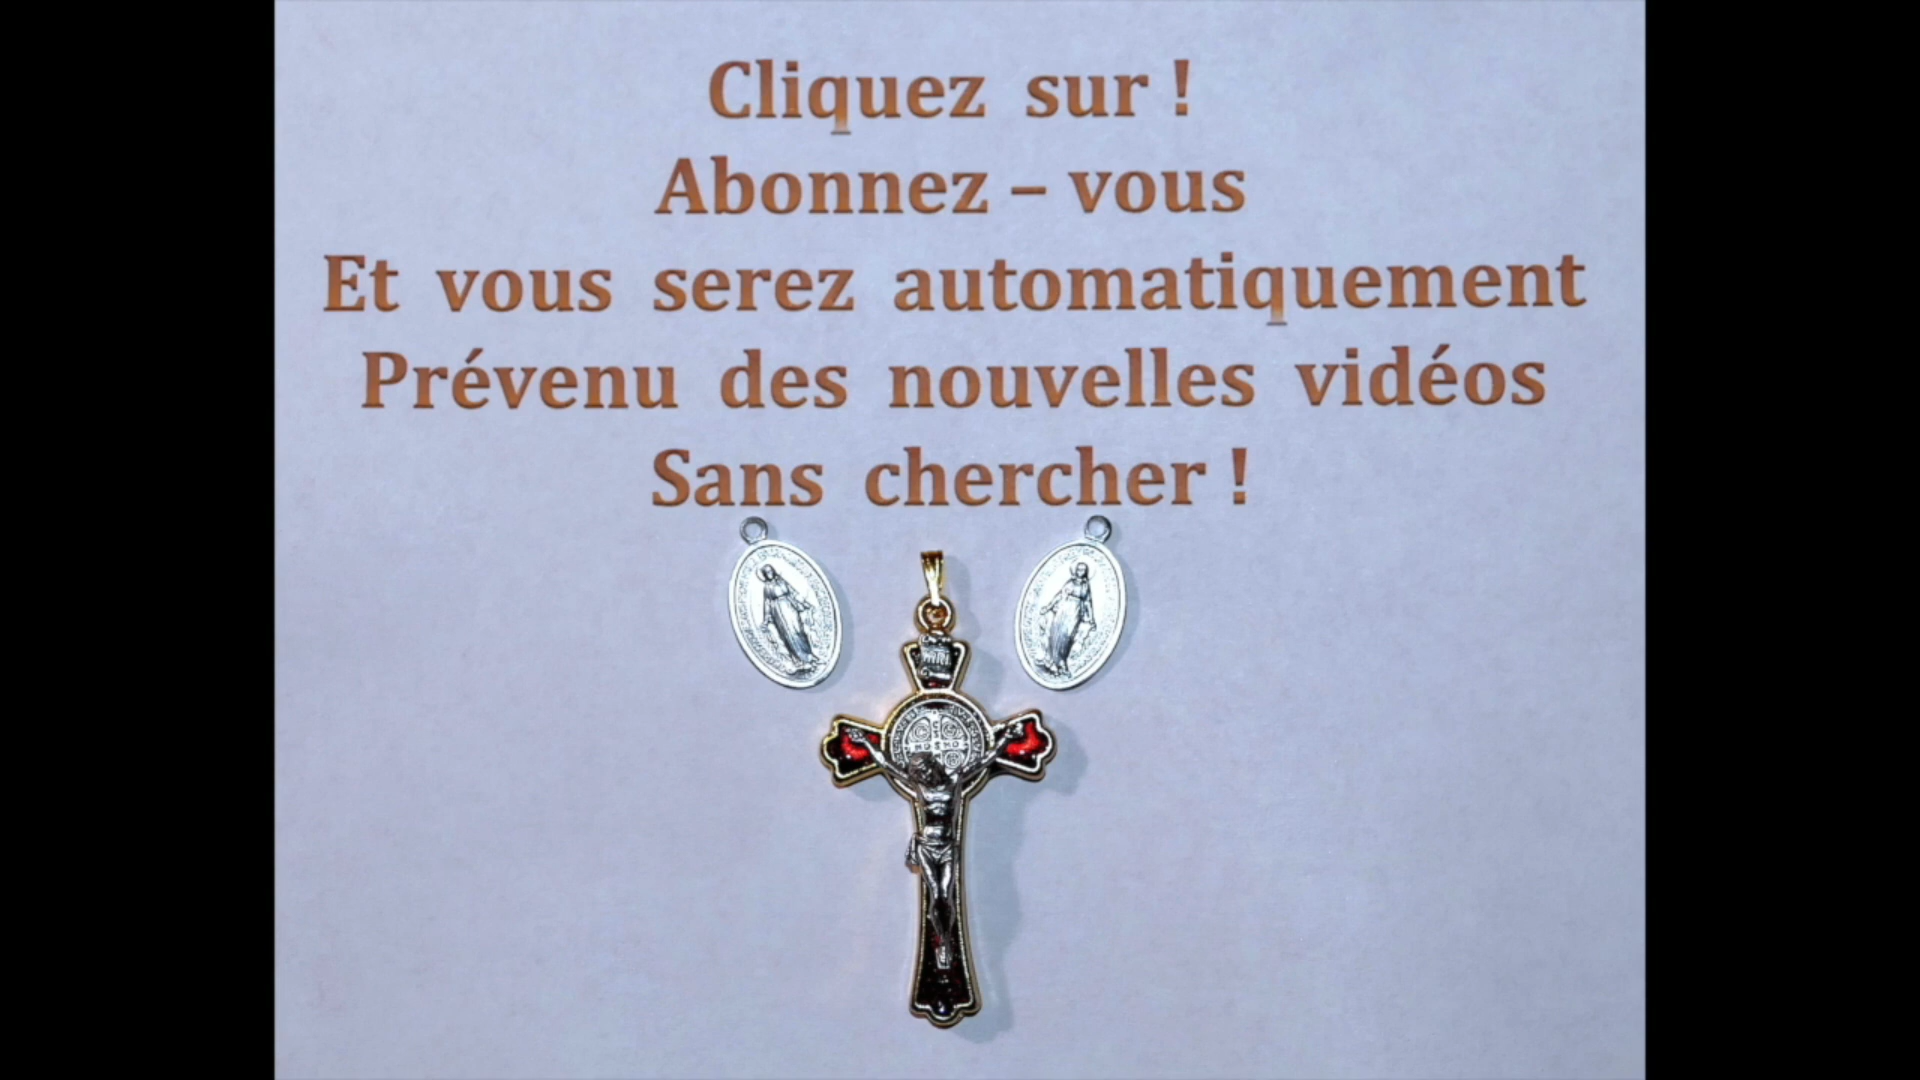 Cliquez sur !
Abonnez – vous
Et vous serez automatiquement
Prévenu des nouvelles vidéos
Sans chercher !